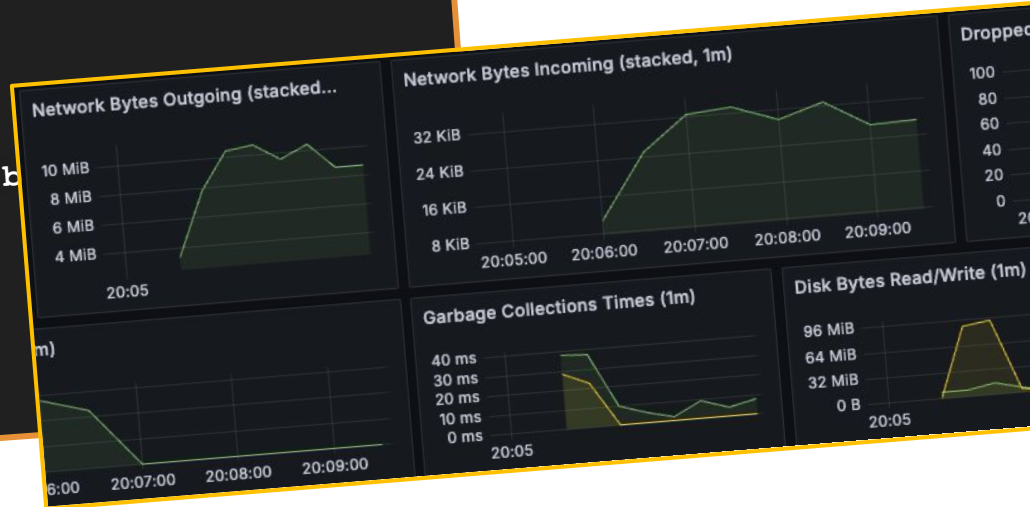 b
Network Bytes Outgoing (stacked...
10 MiB
8 MiB
6 MiB
4 MiB
20:05
Network Bytes Incoming (stacked, 1m)
32 KiB
24 KiB
16 KiB
8 KiB
20:05:00 20:06:00 20:07:00 20:08:00 20:09:00
Dropped
100
80
60
40
20
0
20
m)
6:00 20:07:00 20:08:00 20:09:00
Garbage Collections Times (1m)
40 ms
30 ms
20 ms
10 ms
0 ms
20:05
Disk Bytes Read/Write (1m)
96 MiB
64 MiB
32 MiB
0 B
20:05